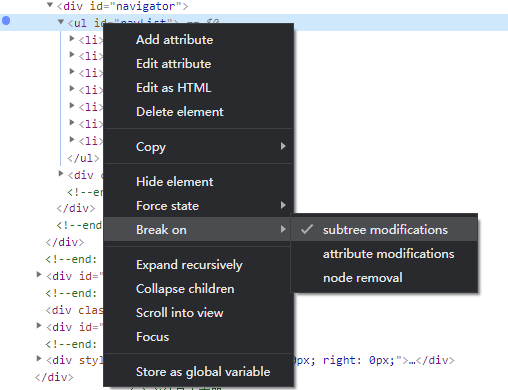 <div id="navigator">
<ul id="navList"> == $0
Add attribute
<li>
Edit attribute
<li>
<li>
Edit as HTML
<li>
Delete element
<li>
<li>
Copy
<li>
</ul>
<div c
Hide element
<!--en
Force state
</div>
Break on
subtree modifications
<!--end:
</div>
attribute modifications
<!--end:
Expand recursively
<div id="
node removal
Collapse children
<!--end:
<div clas
Scroll into view
<div id="
Focus
<!--end:
<div styl
0px; right: 0px;">…</div>
</div>
Store as global variable